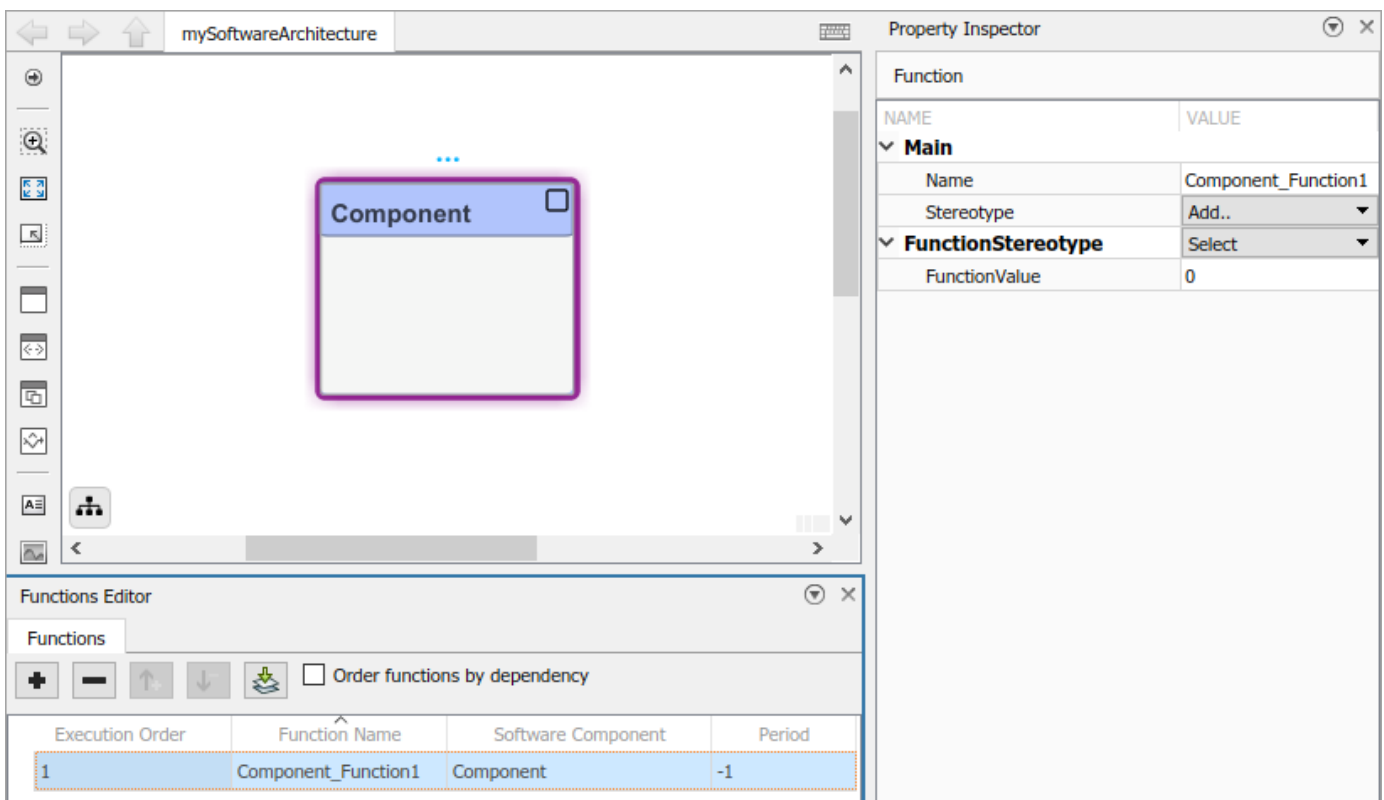 mySoftwareArchitecture
Component
Functions Editor
Functions
Order functions by dependency
Execution Order Function Name Software Component Period
1 Component_Function1 Component -1
Property Inspector
Function
NAME VALUE
Main
Name Component_Function1
Stereotype Add..
FunctionStereotype Select
FunctionValue 0